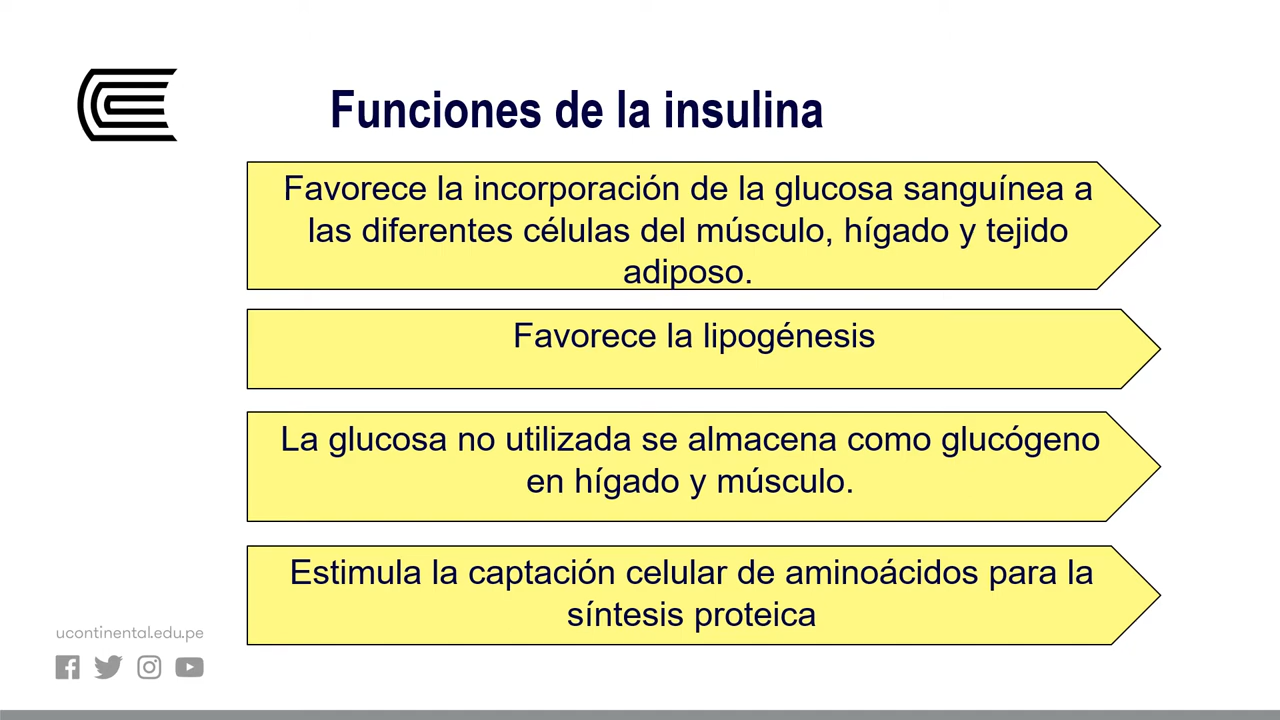 Funciones de la insulina
Favorece la incorporación de la glucosa sanguínea a
las diferentes células del músculo, hígado y tejido
adiposo.
Favorece la lipogénesis
La glucosa no utilizada se almacena como glucógeno
en hígado y músculo.
Estimula la captación celular de aminoácidos para la
síntesis proteica
ucontinental.edu.pe